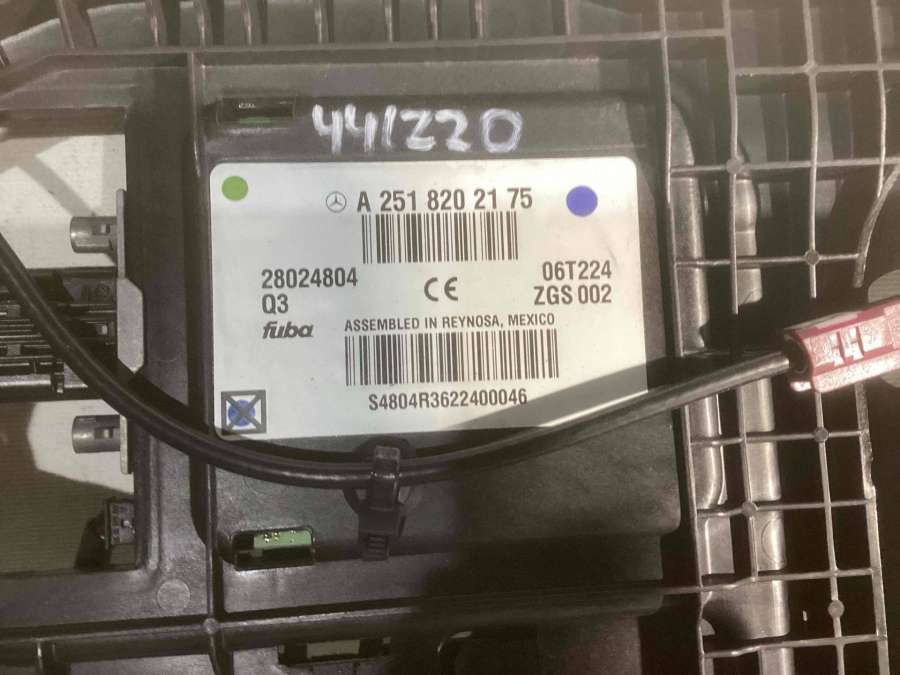 441220
A 251 820 21 75
28024804
06T224
Q3
CE
ZGS 002
fuba
ASSEMBLED IN REYNOSA, MEXICO
S4804R3622400046